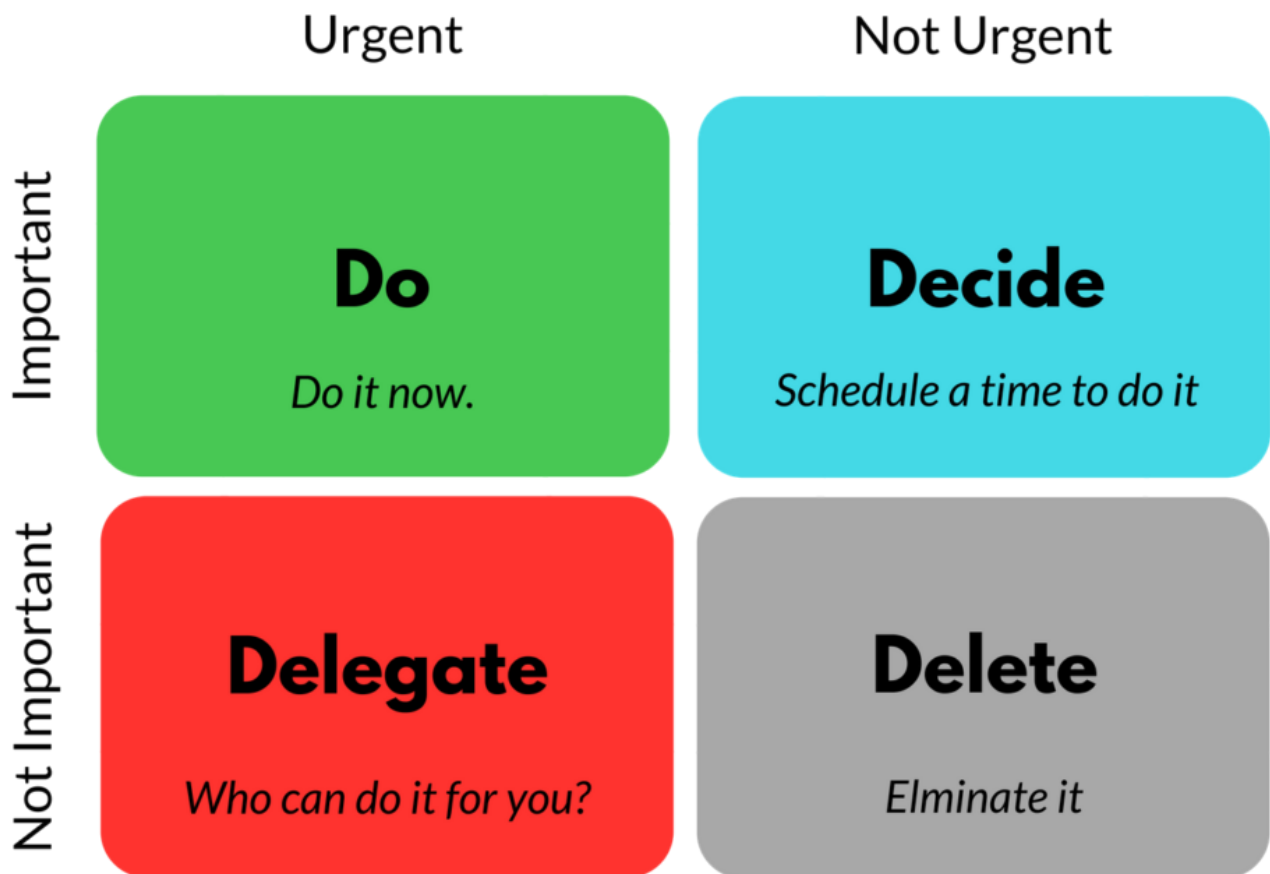 Urgent
Not Urgent
Important
Do
Do it now.
Decide
Schedule a time to do it
Not Important
Delegate
Who can do it for you?
Delete
Elminate it